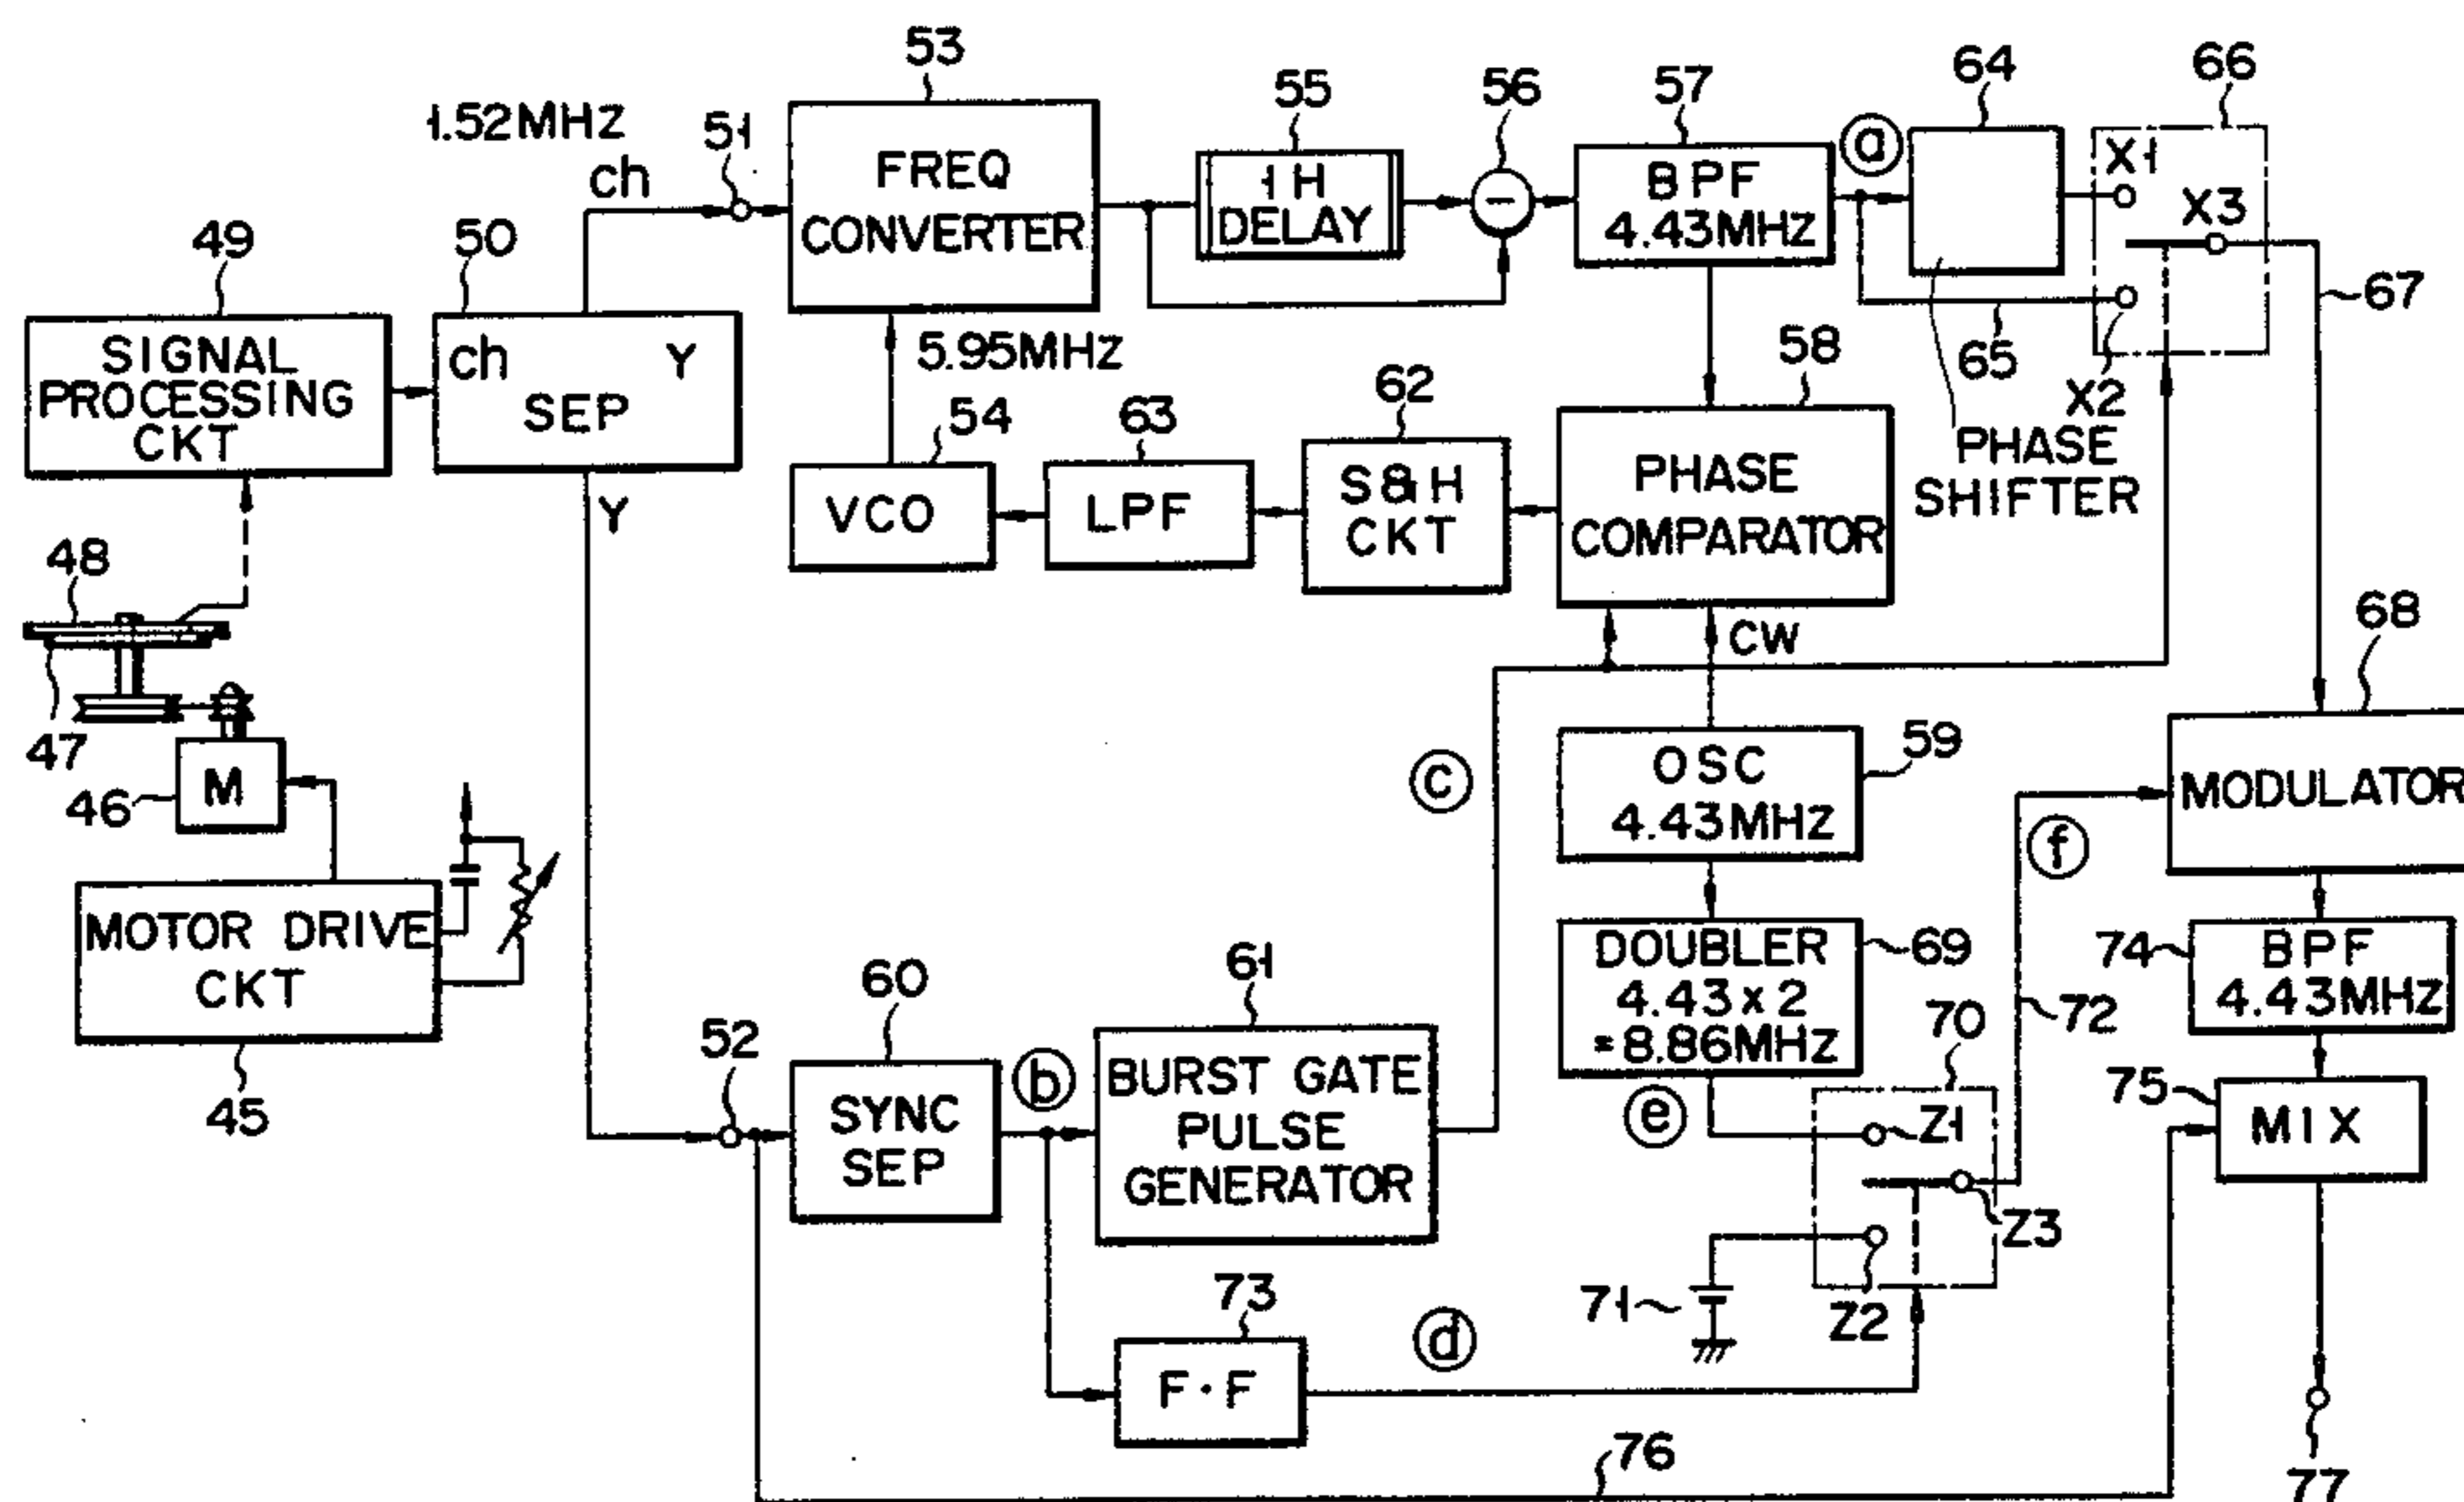 53
55
56
57
64
66
1.52MHZ
51
ch
FREQ
CONVERTER
1H
DELAY
BPF
4.43MHZ
ⓐ
X1
X3
49
50
67
SIGNAL
PROCESSING
CKT
ch Y
SEP
5.95MHZ
58
65
X2
54
63
62
PHASE
SHIFTER
Y
VCO
LPF
S&H
CKT
PHASE
COMPARATOR
48
CW
68
47
46
M
ⓒ
OSC
4.43MHZ
59
MODULATOR
ⓕ
MOTOR DRIVE
CKT
45
DOUBLER
4.43x2
=8.86MHZ
69
74
BPF
4.43MHZ
72
70
60
61
52
ⓑ
SYNC
SEP
BURST GATE
PULSE
GENERATOR
ⓔ
Z1
Z3
Z2
75
MIX
71
73
F·F
ⓓ
76
77